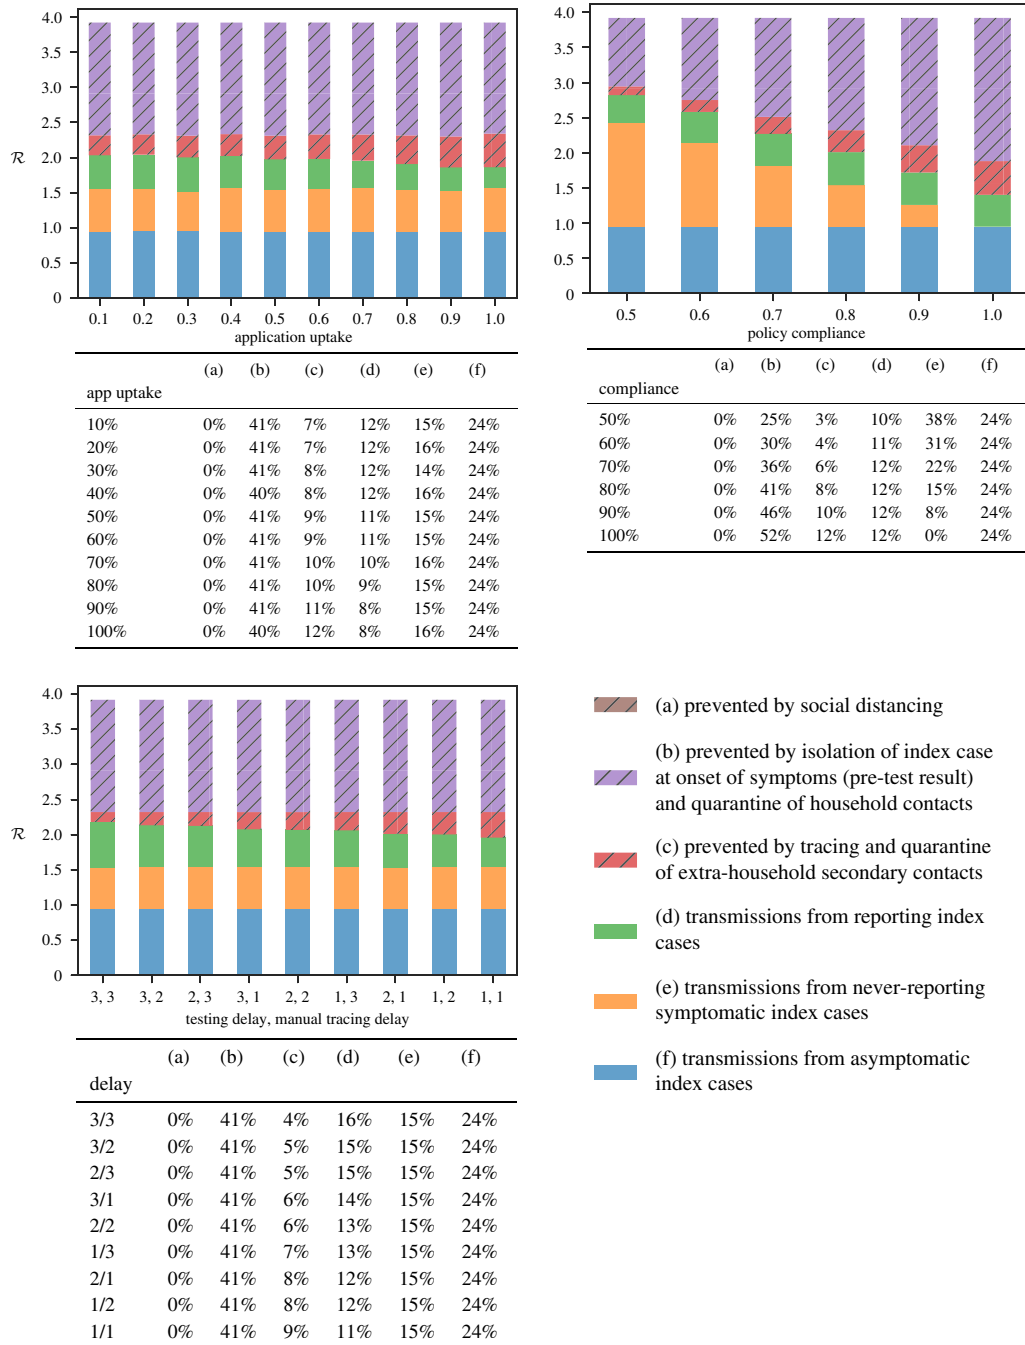 4.0
3.5
3.0
2.5
2.0
1.5
1.0
0.5
0
ℛ
0.1 0.2 0.3 0.4 0.5 0.6 0.7 0.8 0.9 1.0
application uptake
(a) (b) (c) (d) (e) (f)
app uptake
10% 0% 41% 7% 12% 15% 24%
20% 0% 41% 7% 12% 16% 24%
30% 0% 41% 8% 12% 14% 24%
40% 0% 40% 8% 12% 16% 24%
50% 0% 41% 9% 11% 15% 24%
60% 0% 41% 9% 11% 15% 24%
70% 0% 41% 10% 10% 16% 24%
80% 0% 41% 10% 9% 15% 24%
90% 0% 41% 11% 8% 15% 24%
100% 0% 40% 12% 8% 16% 24%
4.0
3.5
3.0
2.5
2.0
1.5
1.0
0.5
0
0.5 0.6 0.7 0.8 0.9 1.0
policy compliance
(a) (b) (c) (d) (e) (f)
compliance
50% 0% 25% 3% 10% 38% 24%
60% 0% 30% 4% 11% 31% 24%
70% 0% 36% 6% 12% 22% 24%
80% 0% 41% 8% 12% 15% 24%
90% 0% 46% 10% 12% 8% 24%
100% 0% 52% 12% 12% 0% 24%
4.0
3.5
3.0
2.5
2.0
1.5
1.0
0.5
0
ℛ
3, 3 3, 2 2, 3 3, 1 2, 2 1, 3 2, 1 1, 2 1, 1
testing delay, manual tracing delay
(a) (b) (c) (d) (e) (f)
delay
3/3 0% 41% 4% 16% 15% 24%
3/2 0% 41% 5% 15% 15% 24%
2/3 0% 41% 5% 15% 15% 24%
3/1 0% 41% 6% 14% 15% 24%
2/2 0% 41% 6% 13% 15% 24%
1/3 0% 41% 7% 13% 15% 24%
2/1 0% 41% 8% 12% 15% 24%
1/2 0% 41% 8% 12% 15% 24%
1/1 0% 41% 9% 11% 15% 24%
(a) prevented by social distancing
(b) prevented by isolation of index case
at onset of symptoms (pre-test result)
and quarantine of household contacts
(c) prevented by tracing and quarantine
of extra-household secondary contacts
(d) transmissions from reporting index
cases
(e) transmissions from never-reporting
symptomatic index cases
(f) transmissions from asymptomatic
index cases